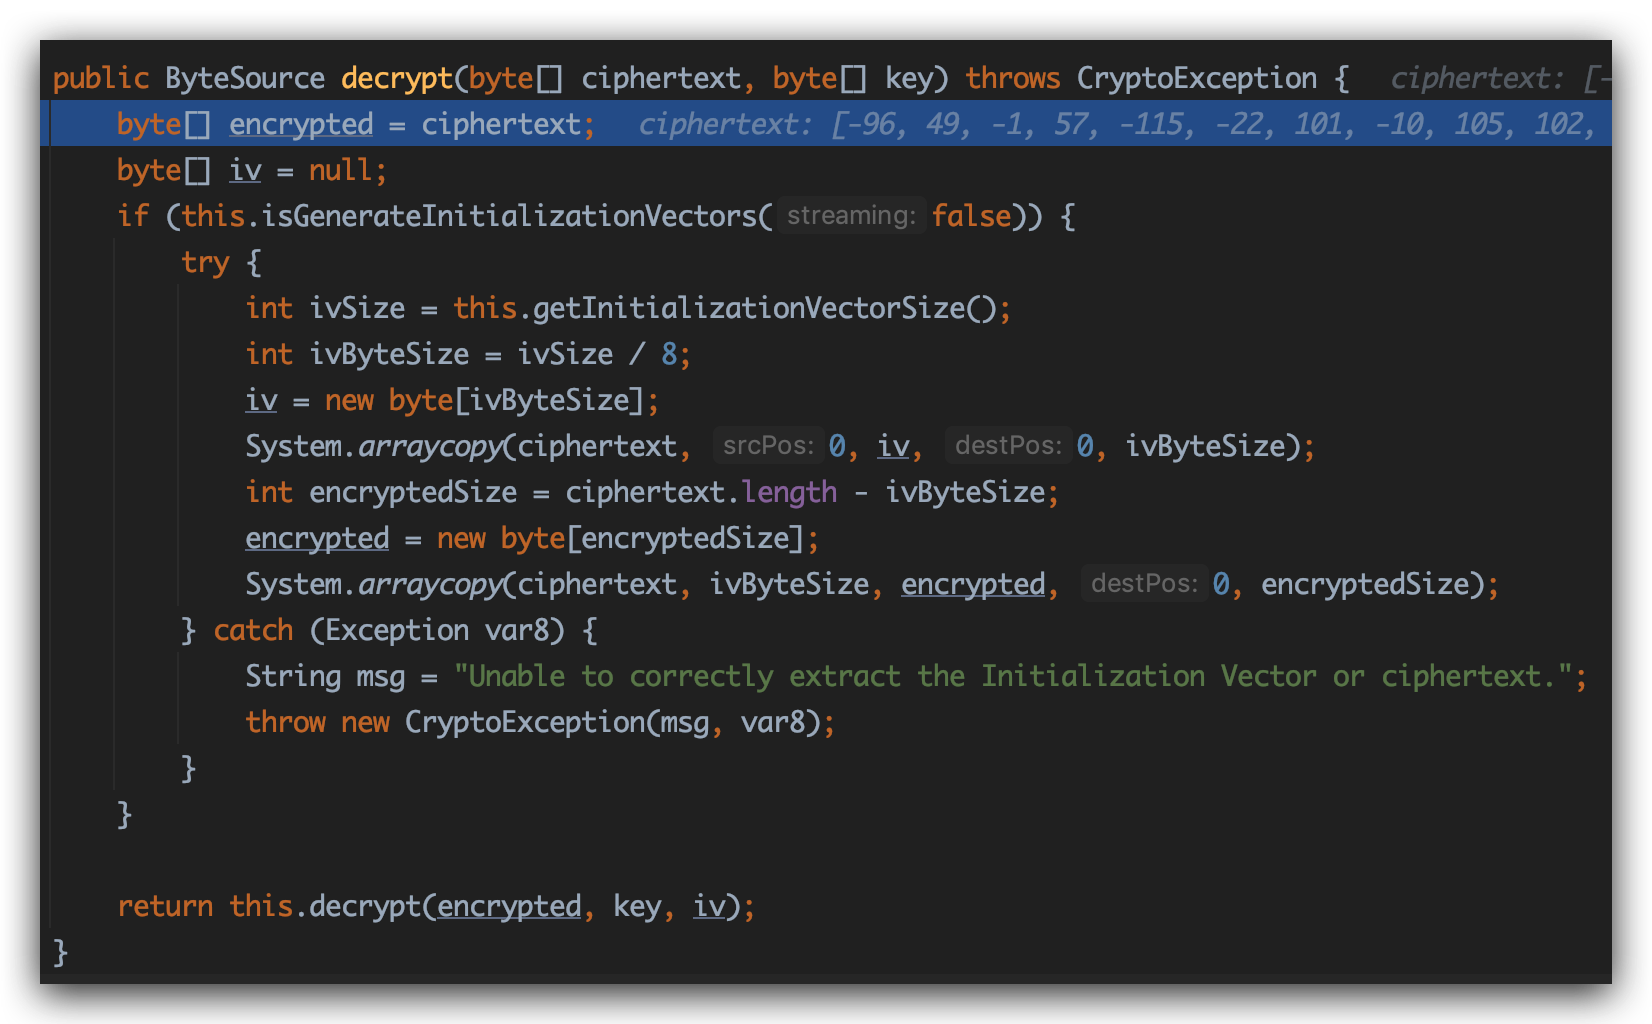 public ByteSource decrypt(byte[] ciphertext, byte[] key) throws CryptoException {   ciphertext: [-
    byte[] encrypted = ciphertext;   ciphertext: [-96, 49, -1, 57, -115, -22, 101, -10, 105, 102,
    byte[] iv = null;
    if (this.isGenerateInitializationVectors( streaming: false)) {
        try {
            int ivSize = this.getInitializationVectorSize();
            int ivByteSize = ivSize / 8;
            iv = new byte[ivByteSize];
            System.arraycopy(ciphertext, srcPos: 0, iv, destPos: 0, ivByteSize);
            int encryptedSize = ciphertext.length - ivByteSize;
            encrypted = new byte[encryptedSize];
            System.arraycopy(ciphertext, ivByteSize, encrypted, destPos: 0, encryptedSize);
        } catch (Exception var8) {
            String msg = "Unable to correctly extract the Initialization Vector or ciphertext.";
            throw new CryptoException(msg, var8);
        }
    }

    return this.decrypt(encrypted, key, iv);
}